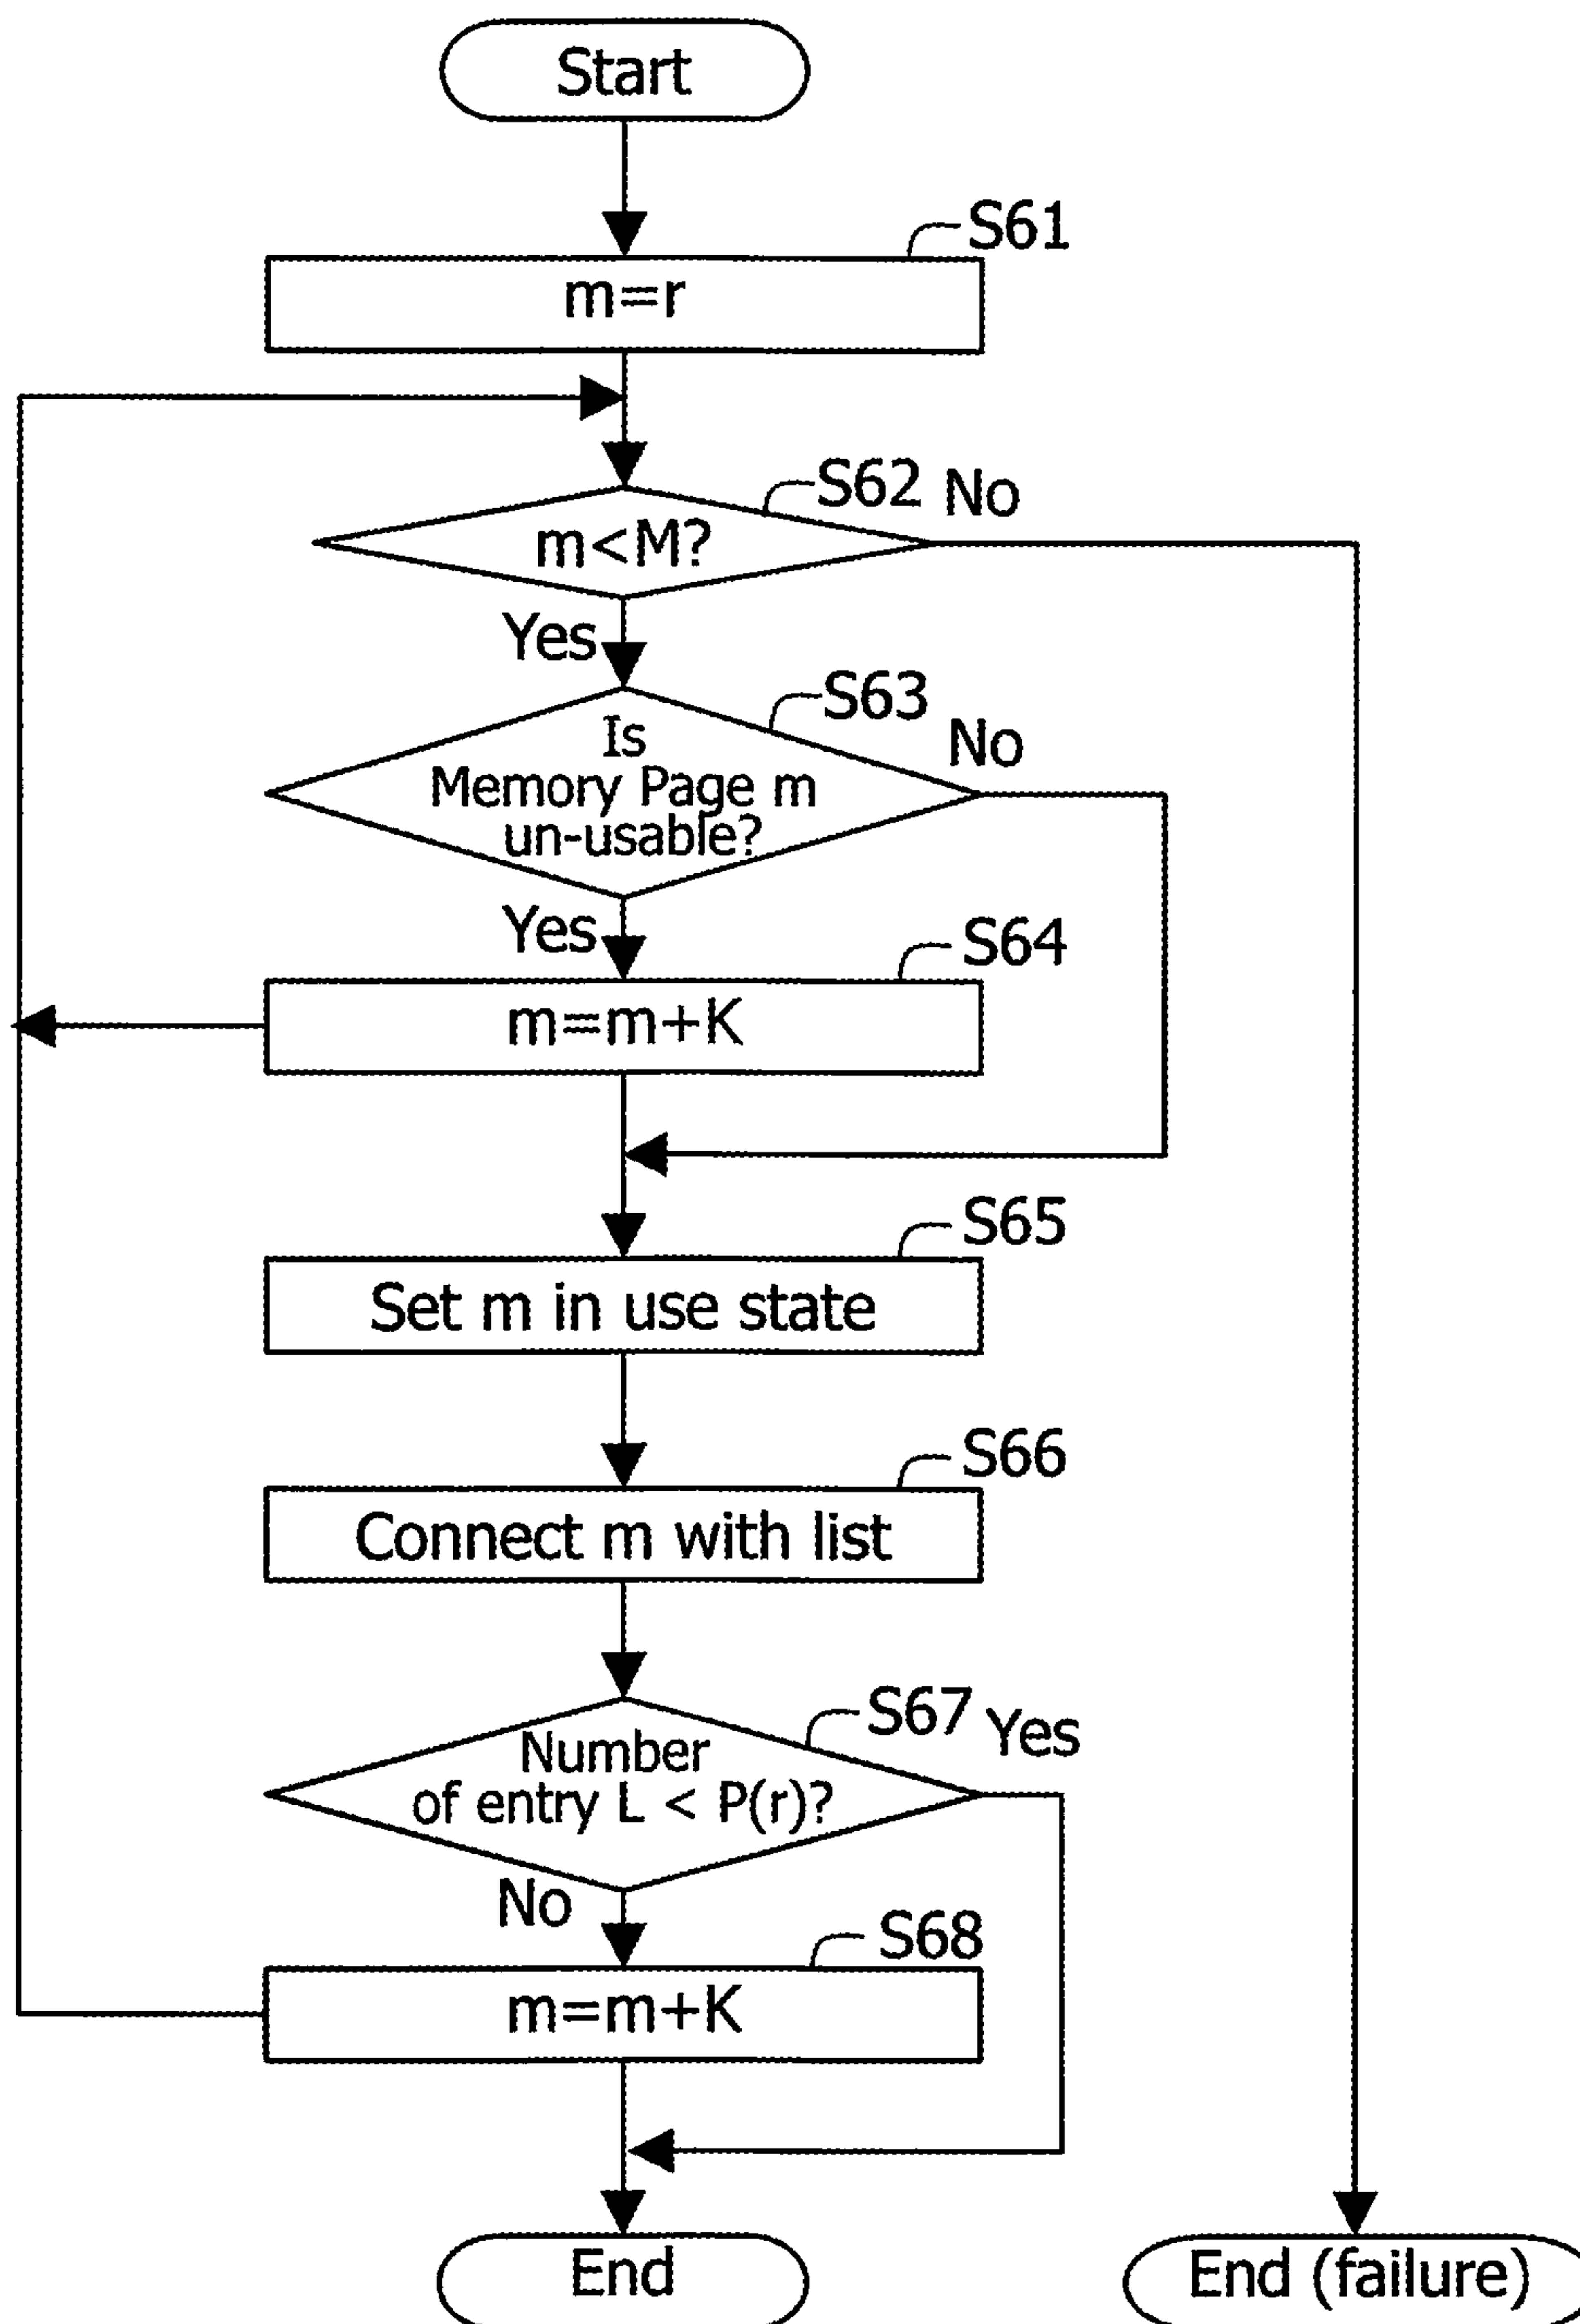 Start
S61
m=r
S62 No
m<M?
Yes
S63
No
Is
Memory Page m
un-usable?
Yes
S64
m=m+K
S65
Set m in use state
S66
Connect m with list
S67 Yes
Number
of entry L < P(r)?
No
S68
m=m+K
End
End (failure)